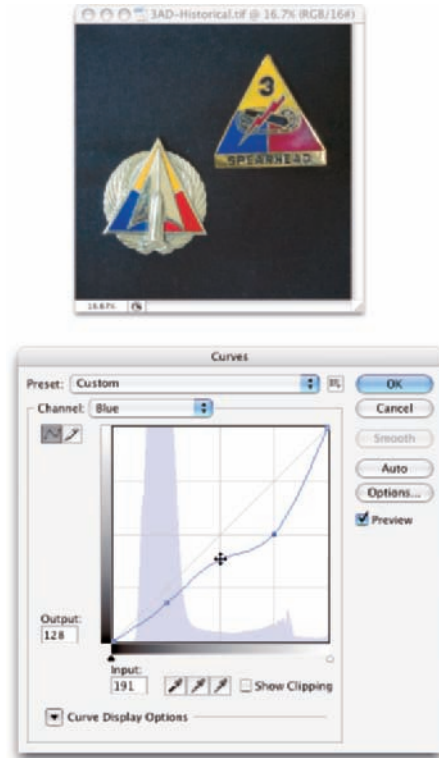 3AD-Historical.tif @ 16.7% (RGB/16#)
3
SPEARHEAD
16.67%
Curves
Preset: Custom
OK
Channel: Blue
Cancel
Smooth
Auto
Options...
Preview
Output:
128
Input:
191
Show Clipping
Curve Display Options